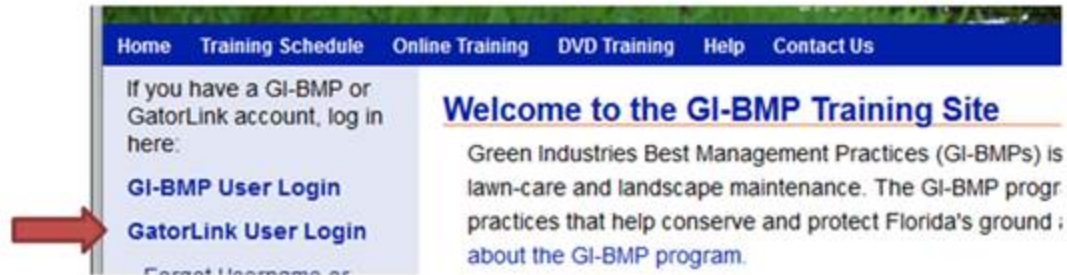 Home Training Schedule Online Training DVD Training Help Contact Us
If you have a GI-BMP or
GatorLink account, log in
here:
GI-BMP User Login
GatorLink User Login
Forgot Username or
Welcome to the GI-BMP Training Site
Green Industries Best Management Practices (GI-BMPs) is
lawn-care and landscape maintenance. The GI-BMP progr
practices that help conserve and protect Florida's ground
about the GI-BMP program.